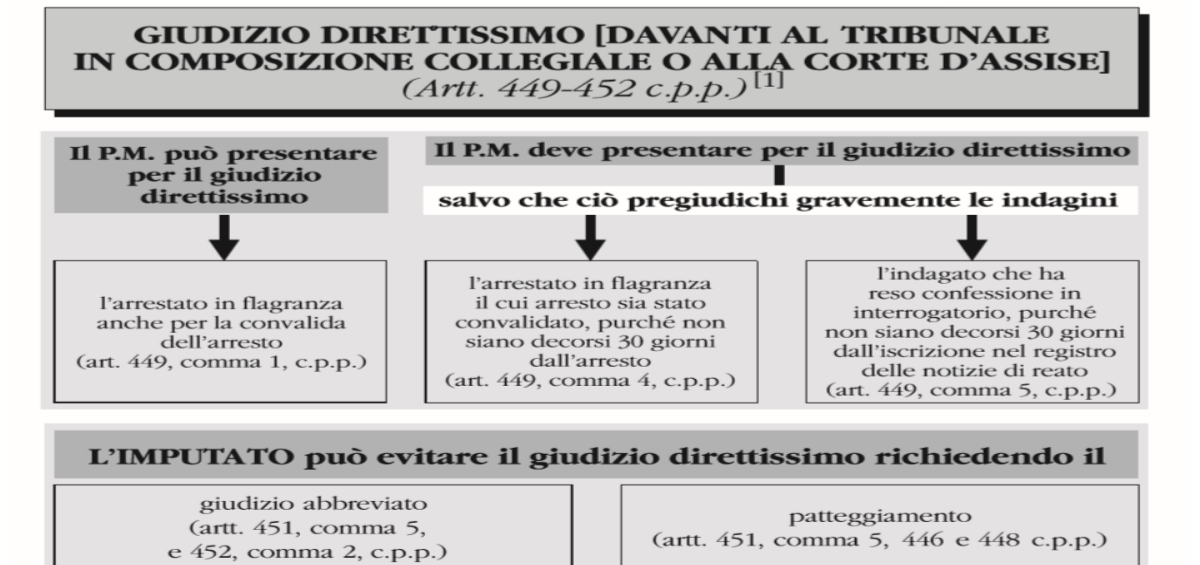 GIUDIZIO DIRETTISSIMO [DAVANTI AL TRIBUNALE
IN COMPOSIZIONE COLLEGIALE O ALLA CORTE D'ASSISE]
(Artt. 449-452 c.p.p.)[1]
Il P.M. può presentare
per il giudizio
direttissimo
Il P.M. deve presentare per il giudizio direttissimo
salvo che ciò pregiudichi gravemente le indagini
l'arrestato in flagranza
anche per la convalida
dell'arresto
(art. 449, comma 1, c.p.p.)
l'arrestato in flagranza
il cui arresto sia stato
convalidato, purché non
siano decorsi 30 giorni
dall'arresto
(art. 449, comma 4, c.p.p.)
l'indagato che ha
reso confessione in
interrogatorio, purché
non siano decorsi 30 giorni
dall'iscrizione nel registro
delle notizie di reato
(art. 449, comma 5, c.p.p.)
L'IMPUTATO può evitare il giudizio direttissimo richiedendo il
giudizio abbreviato
(artt. 451, comma 5,
e 452, comma 2, c.p.p.)
patteggiamento
(artt. 451, comma 5, 446 e 448 c.p.p.)